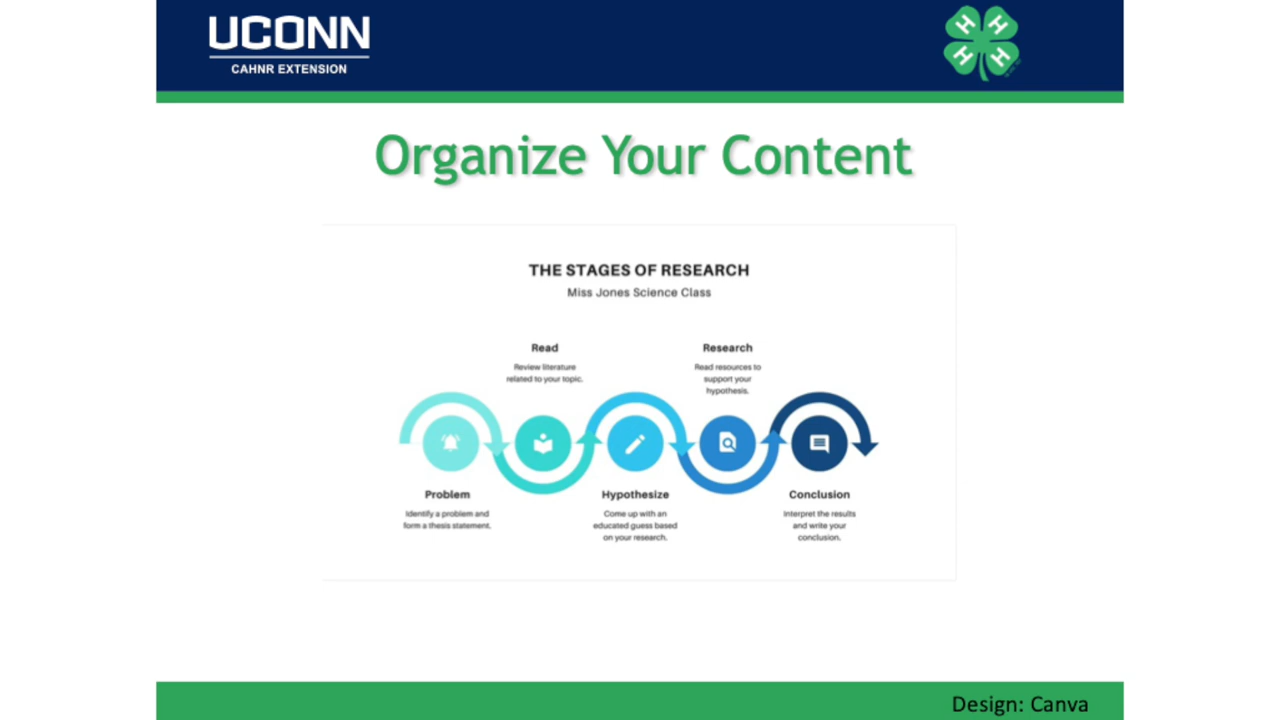 UCONN
CAHNR EXTENSION
H H
H H
Organize Your Content
THE STAGES OF RESEARCH
Miss Jones Science Class
Read
Review literature
related to your topic.
Research
Read resources to
support your
hypothesis.
Problem
Identify a problem and
form a thesis statement.
Hypothesize
Come up with an
educated guess based
on your research.
Conclusion
Interpret the results
and write your
conclusion.
Design: Canva